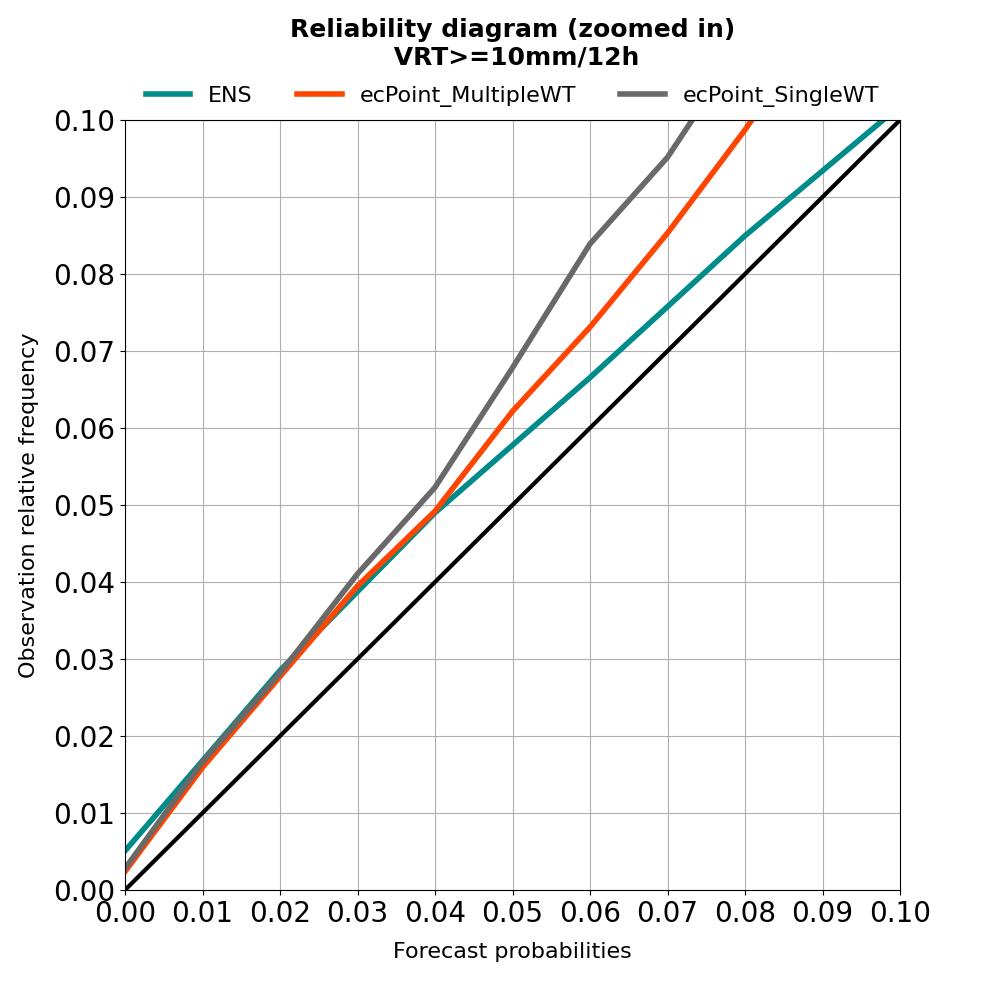 Reliability diagram (zoomed in)
VRT>=10mm/12h
ENS ecPoint_MultipleWT ecPoint_SingleWT
0.10
0.09
0.08
0.07
0.06
0.05
0.04
0.03
0.02
0.01
0.00
Observation relative frequency
0.00 0.01 0.02 0.03 0.04 0.05 0.06 0.07 0.08 0.09 0.10
Forecast probabilities